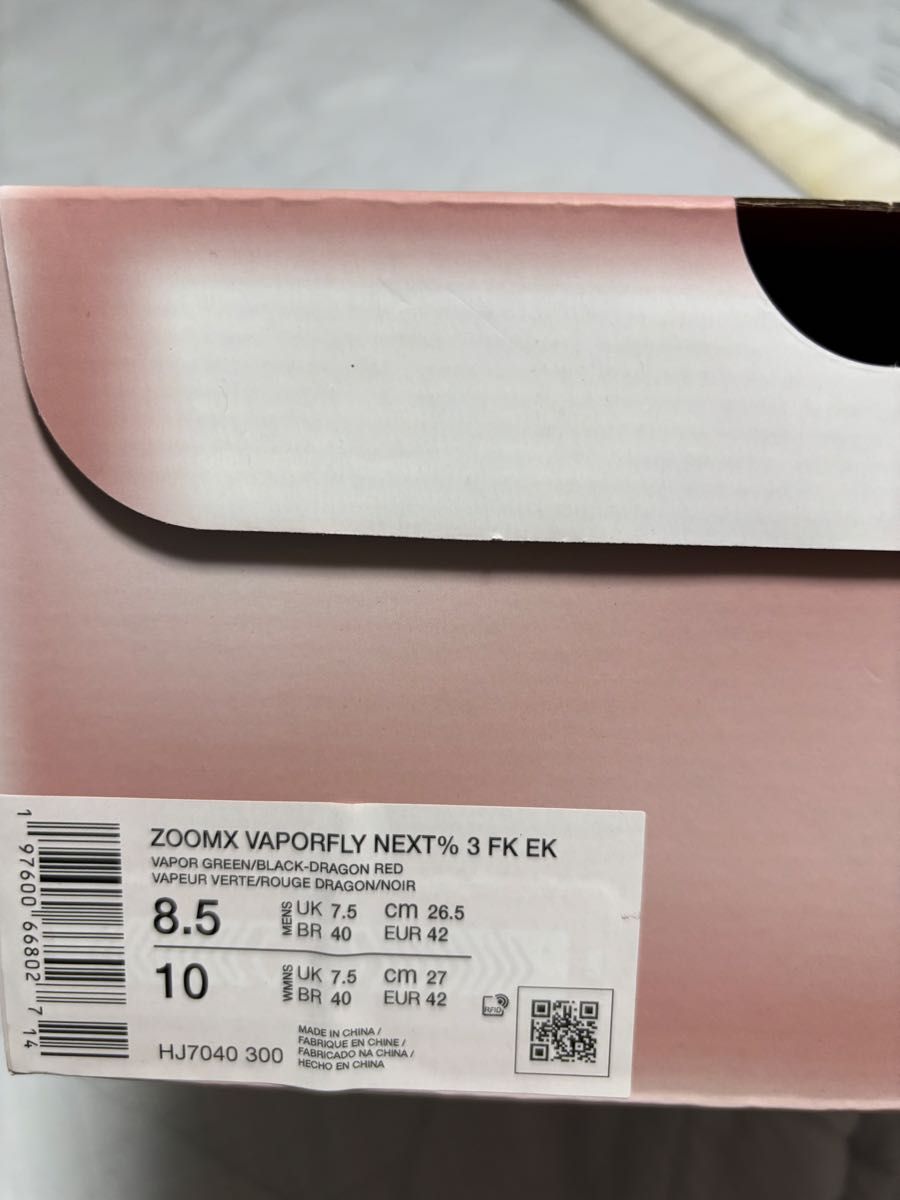 ZOOMX VAPORFLY NEXT% 3 FK EK
VAPOR GREEN/BLACK-DRAGON RED
VAPEUR VERTE/ROUGE DRAGON/NOIR
8.5 MENS UK 7.5 cm 26.5
BR 40 EUR 42
10 WMNS UK 7.5 cm 27
BR 40 EUR 42
RFID
HJ7040 300
MADE IN CHINA /
FABRIQUE EN CHINE /
FABRICADO NA CHINA /
HECHO EN CHINA
1 97600 66802 7 14